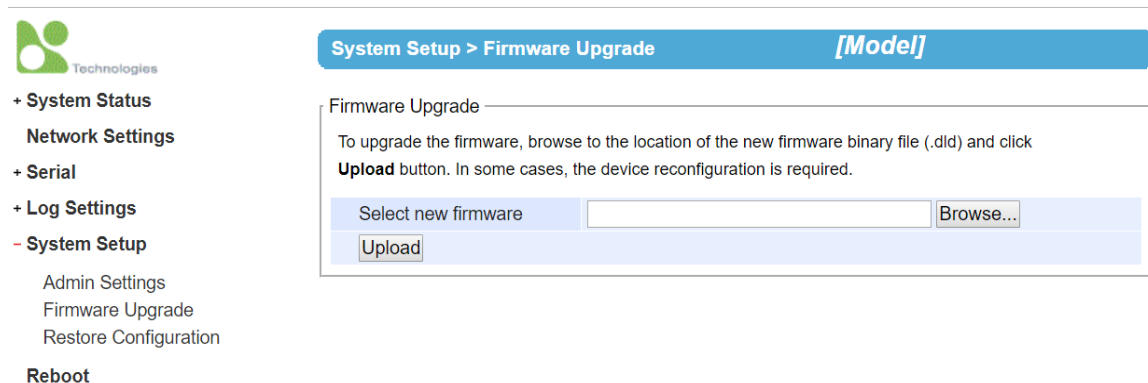 Technologies
System Setup > Firmware Upgrade [Model]
+ System Status
Network Settings
+ Serial
+ Log Settings
− System Setup
Admin Settings
Firmware Upgrade
Restore Configuration
Reboot
Firmware Upgrade
To upgrade the firmware, browse to the location of the new firmware binary file (.dld) and click
Upload button. In some cases, the device reconfiguration is required.
Select new firmware Browse...
Upload